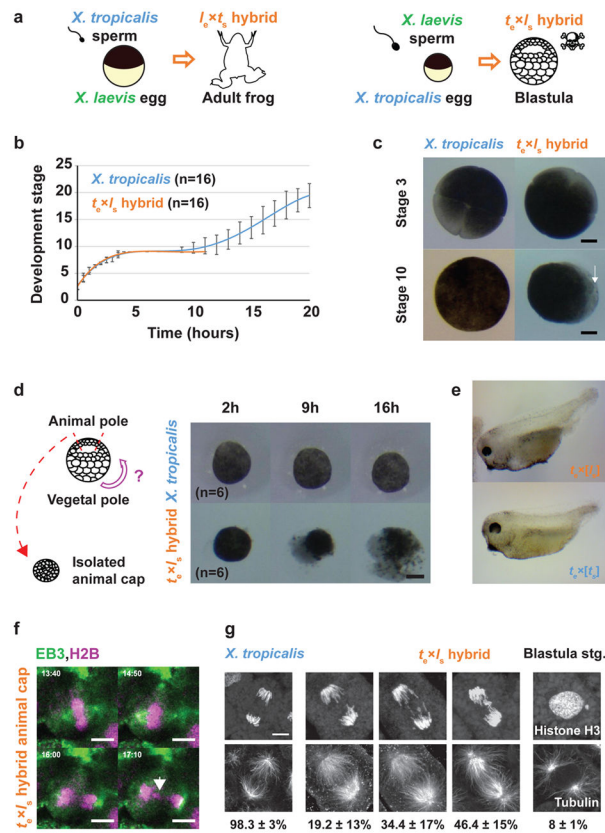 a
X. tropicalis
sperm
X. laevis egg
lₑ×tₛ hybrid
Adult frog
X. laevis
sperm
X. tropicalis egg
tₑ×lₛ hybrid
Blastula
b
Development stage
25
20
15
10
5
0
X. tropicalis (n=16)
tₑ×lₛ hybrid (n=16)
0
5
10
15
20
Time (hours)
c
X. tropicalis
tₑ×lₛ hybrid
Stage 3
Stage 10
d
Animal pole
?
Vegetal pole
Isolated
animal cap
2h
9h
16h
X. tropicalis
(n=6)
tₑ×lₛ hybrid
(n=6)
e
tₑ×[tₛ]
f
EB3,H2B
tₑ×lₛ hybrid animal cap
13:40
14:50
16:00
17:10
g
X. tropicalis
tₑ×lₛ hybrid
Blastula stg.
Histone H3
Tubulin
98.3 ± 3%
19.2 ± 13%
34.4 ± 17%
46.4 ± 15%
8 ± 1%